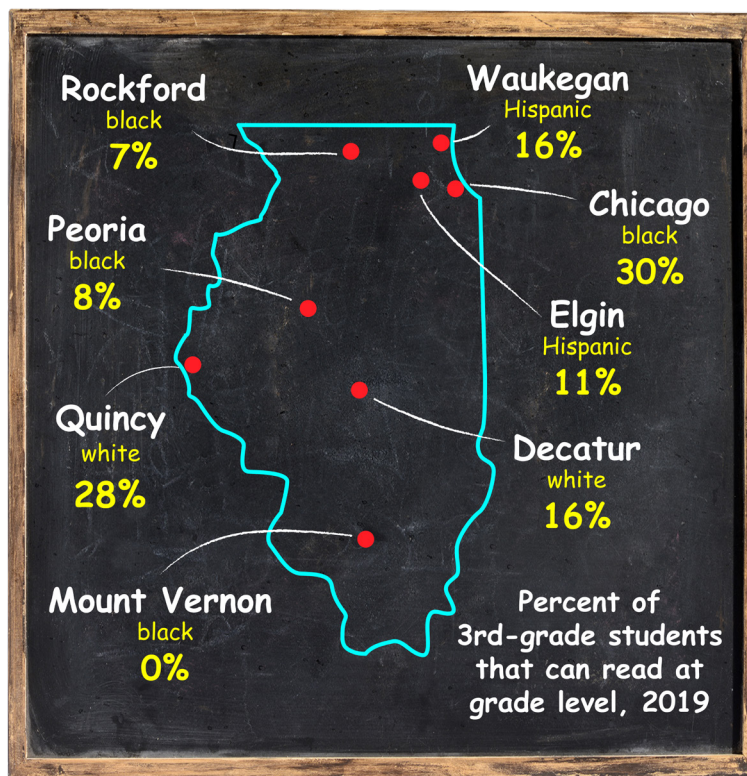 Rockford
black
7%
Waukegan
Hispanic
16%
Chicago
black
30%
Peoria
black
8%
Elgin
Hispanic
11%
Quincy
white
28%
Decatur
white
16%
Mount Vernon
black
0%
Percent of
3rd-grade students
that can read at
grade level, 2019